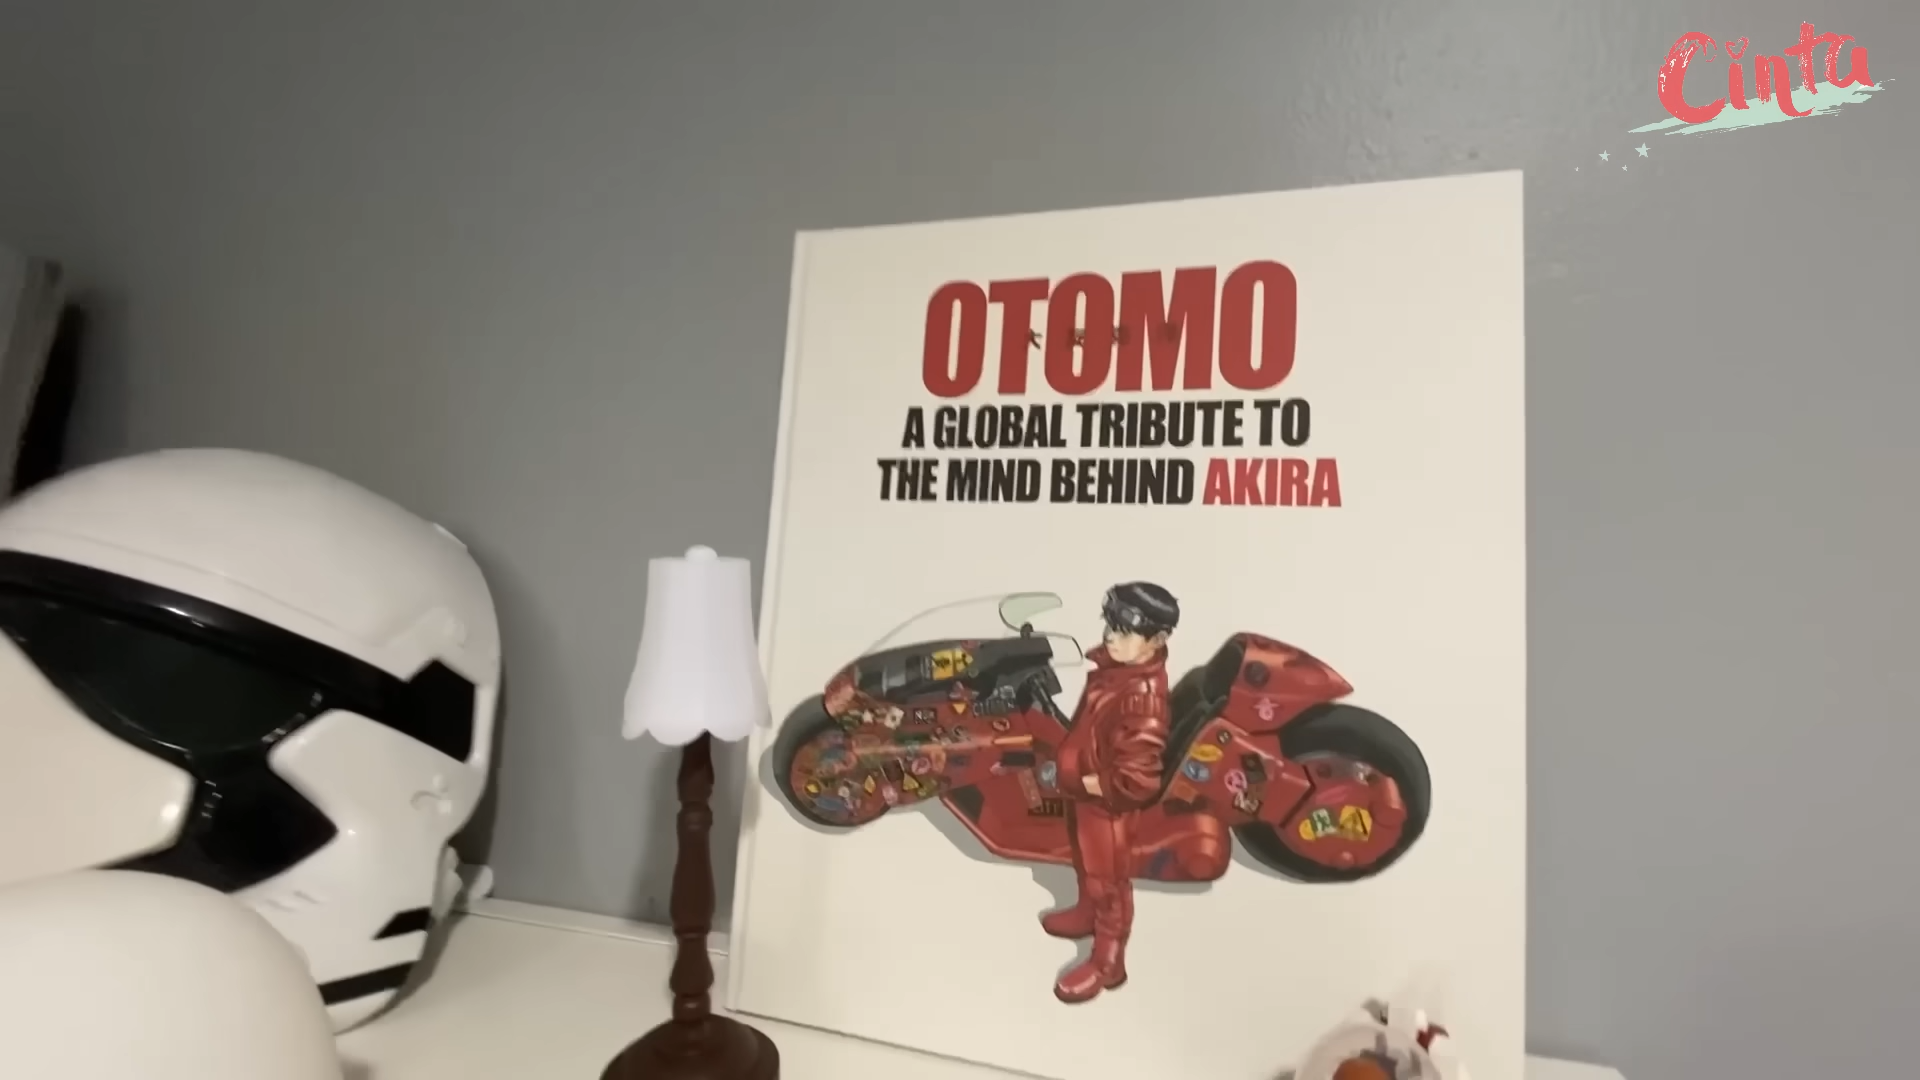 Cinta
OTOMO
A GLOBAL TRIBUTE TO
THE MIND BEHIND AKIRA